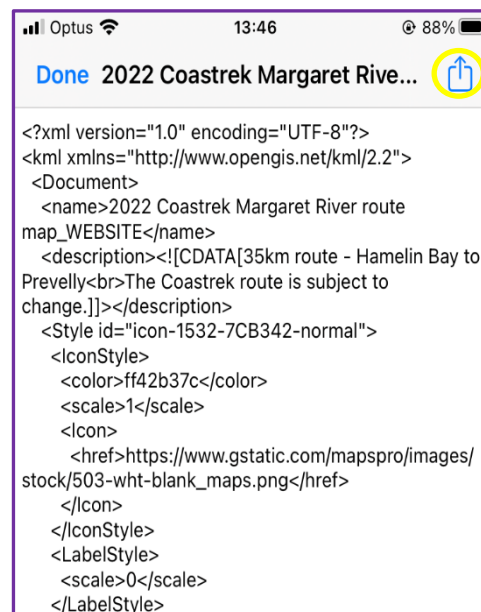 Optus 13:46 88%
Done 2022 Coastrek Margaret Rive...
<?xml version="1.0" encoding="UTF-8"?>
<kml xmlns="http://www.opengis.net/kml/2.2">
<Document>
<name>2022 Coastrek Margaret River route
map_WEBSITE</name>
<description><![CDATA[35km route - Hamelin Bay to
Prevelly<br>The Coastrek route is subject to
change.]]></description>
<Style id="icon-1532-7CB342-normal">
<IconStyle>
<color>ff42b37c</color>
<scale>1</scale>
<Icon>
<href>https://www.gstatic.com/mapspro/images/
stock/503-wht-blank_maps.png</href>
</Icon>
</IconStyle>
<LabelStyle>
<scale>0</scale>
</LabelStyle>